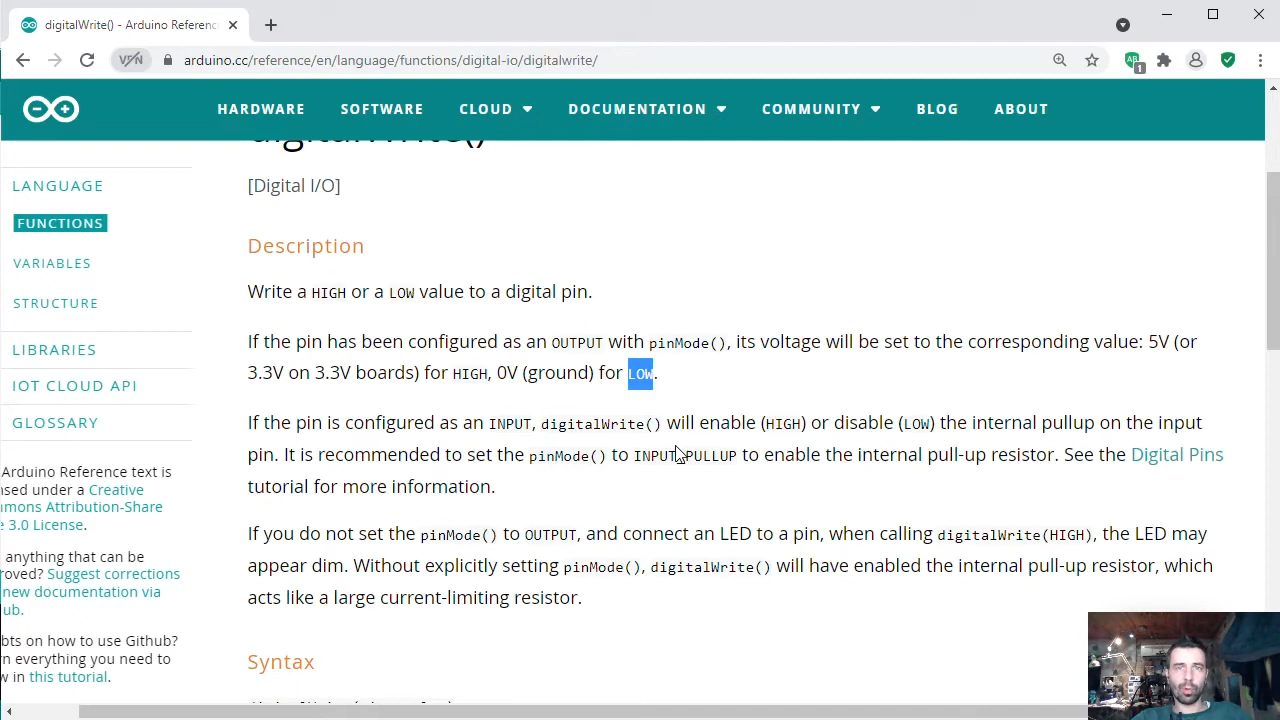 digitalWrite() - Arduino Referenc
VPN
arduino.cc/reference/en/language/functions/digital-io/digitalwrite/
1
HARDWARE SOFTWARE CLOUD DOCUMENTATION COMMUNITY BLOG ABOUT
digitalWrite()
[Digital I/O]
LANGUAGE
FUNCTIONS
VARIABLES
STRUCTURE
LIBRARIES
IOT CLOUD API
GLOSSARY
Arduino Reference text is
nsed under a Creative
mmons Attribution-Share
e 3.0 License.
anything that can be
roved? Suggest corrections
new documentation via
ub.
bts on how to use Github?
rn everything you need to
w in this tutorial.
Description
Write a HIGH or a LOW value to a digital pin.
If the pin has been configured as an OUTPUT with pinMode(), its voltage will be set to the corresponding value: 5V (or
3.3V on 3.3V boards) for HIGH, 0V (ground) for LOW.
If the pin is configured as an INPUT, digitalWrite() will enable (HIGH) or disable (LOW) the internal pullup on the input
pin. It is recommended to set the pinMode() to INPUT_PULLUP to enable the internal pull-up resistor. See the Digital Pins
tutorial for more information.
If you do not set the pinMode() to OUTPUT, and connect an LED to a pin, when calling digitalWrite(HIGH), the LED may
appear dim. Without explicitly setting pinMode(), digitalWrite() will have enabled the internal pull-up resistor, which
acts like a large current-limiting resistor.
Syntax